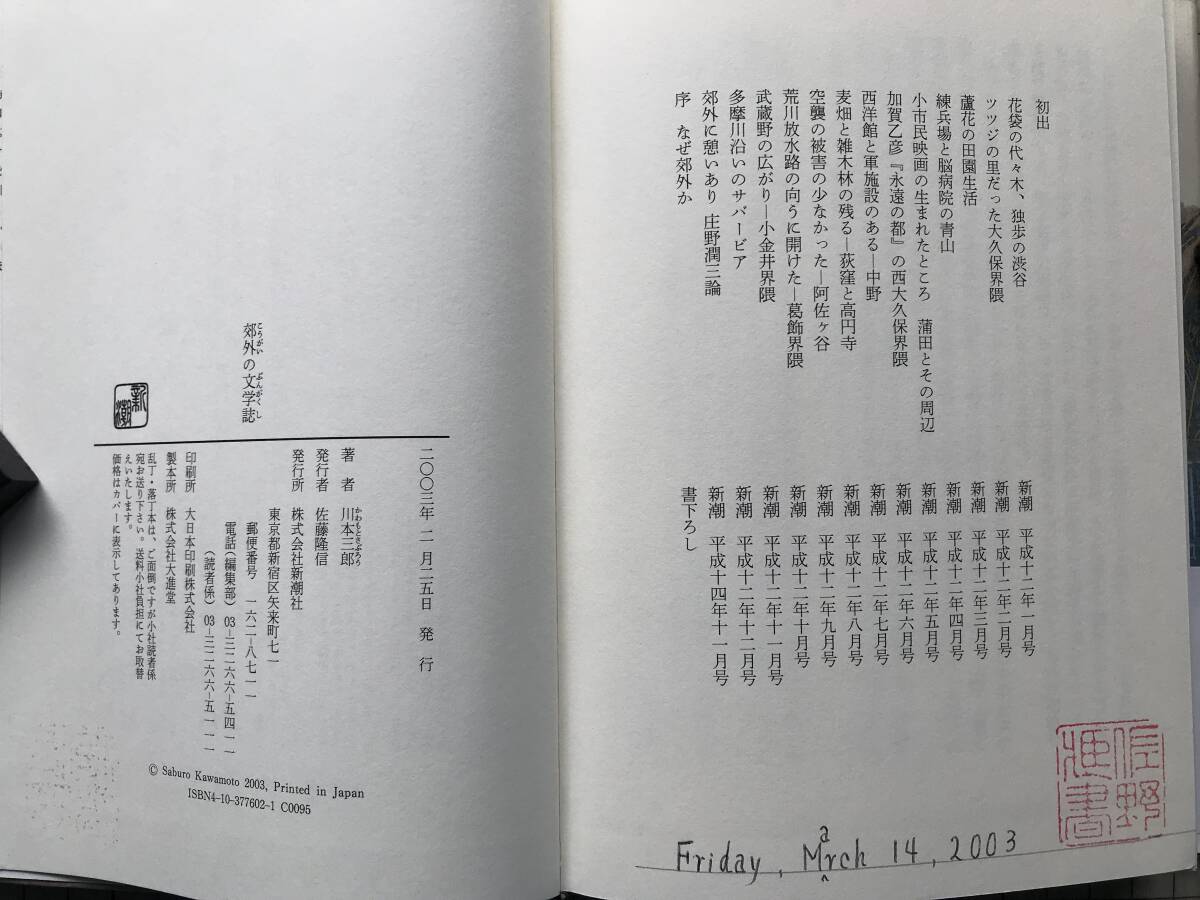 初出
花袋の代々木、独歩の渋谷　新潮　平成十二年一月号
ツツジの里だった大久保界隈　新潮　平成十二年二月号
蘆花の田園生活　新潮　平成十二年三月号
練兵場と脳病院の青山　新潮　平成十二年四月号
小市民映画の生まれたところ　蒲田とその周辺　新潮　平成十二年五月号
加賀乙彦『永遠の都』の西大久保界隈　新潮　平成十二年六月号
西洋館と軍施設のある―中野　新潮　平成十二年七月号
麦畑と雑木林の残る―荻窪と高円寺　新潮　平成十二年八月号
空襲の被害の少なかった―阿佐ヶ谷　新潮　平成十二年九月号
荒川放水路の向うに開けた―葛飾界隈　新潮　平成十二年十月号
武蔵野の広がり―小金井界隈　新潮　平成十二年十一月号
多摩川沿いのサバービア　新潮　平成十二年十二月号
郊外に憩いあり　庄野潤三論　新潮　平成十四年十一月号
序　なぜ郊外か　書下ろし
佐野
Friday, March 14, 2003
こうがい　ぶんがくし
郊外の文学誌
新潮
二〇〇三年　二月二五日　発行
かわもとさぶろう
著　者　川本三郎
発行者　佐藤隆信
発行所　株式会社新潮社
東京都新宿区矢来町七一
郵便番号　一六二−八七一一
電話（編集部）03−三二六六−五四一一
（読者係）03−三二六六−五一一一
印刷所　大日本印刷株式会社
製本所　株式会社大進堂
乱丁・落丁本は、ご面倒ですが小社読者係
宛お送り下さい。送料小社負担にてお取替
えいたします。
価格はカバーに表示してあります。
© Saburo Kawamoto 2003, Printed in Japan
ISBN4-10-377602-1 C0095